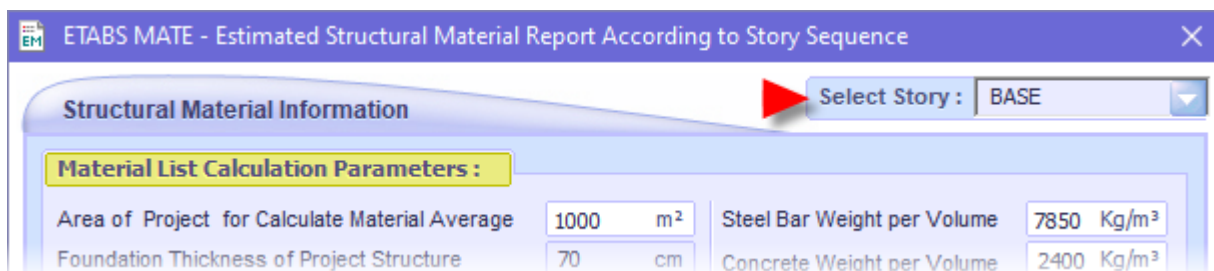 EM ETABS MATE - Estimated Structural Material Report According to Story Sequence
Select Story : BASE
Structural Material Information
Material List Calculation Parameters :
Area of Project for Calculate Material Average 1000 m² Steel Bar Weight per Volume 7850 Kg/m³
Foundation Thickness of Project Structure 70 cm Concrete Weight per Volume 2400 Kg/m³